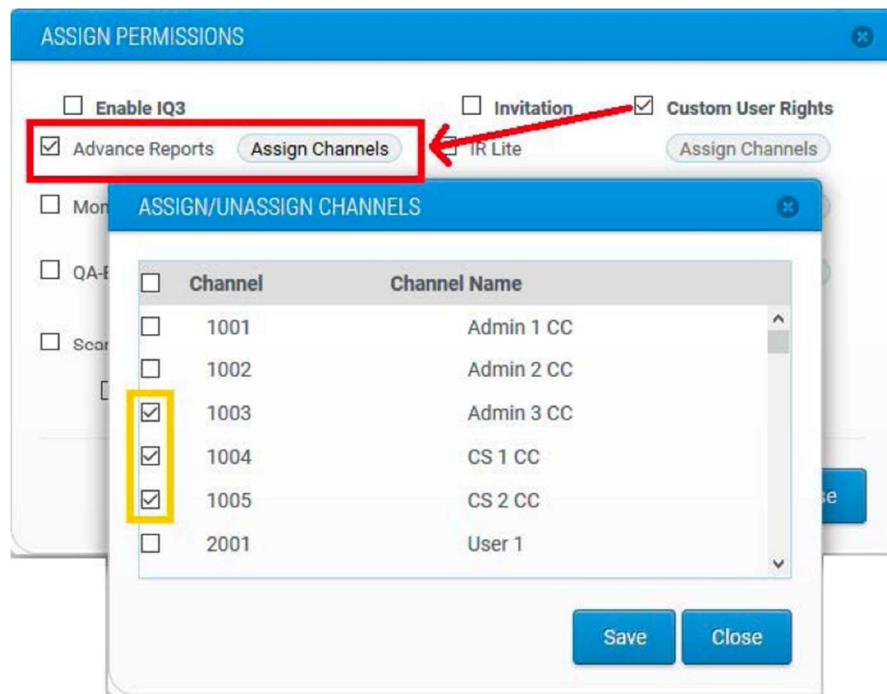 ASSIGN PERMISSIONS
Enable IQ3 Invitation Custom User Rights
Advance Reports Assign Channels IR Lite Assign Channels
ASSIGN/UNASSIGN CHANNELS
Channel Channel Name
1001 Admin 1 CC
1002 Admin 2 CC
1003 Admin 3 CC
1004 CS 1 CC
1005 CS 2 CC
2001 User 1
Save Close